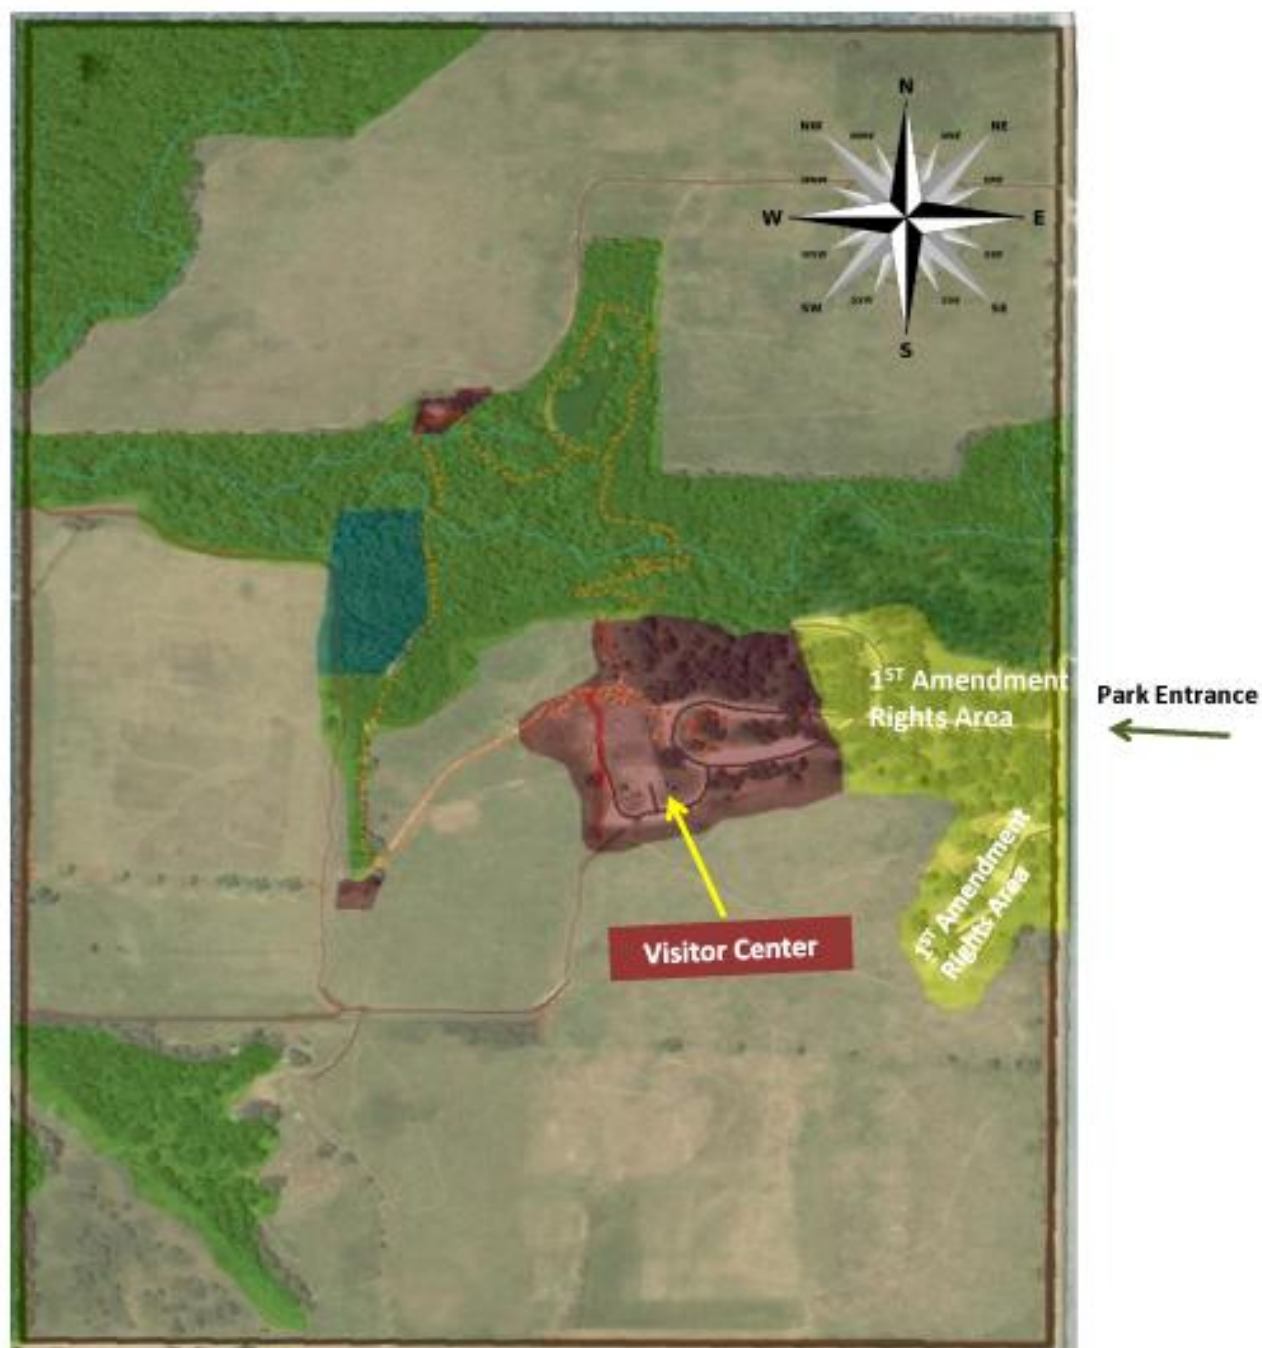 N
NW
NE
W
E
SW
SE
S
1ST Amendment
Rights Area
Park Entrance
1ST Amendment
Rights Area
Visitor Center